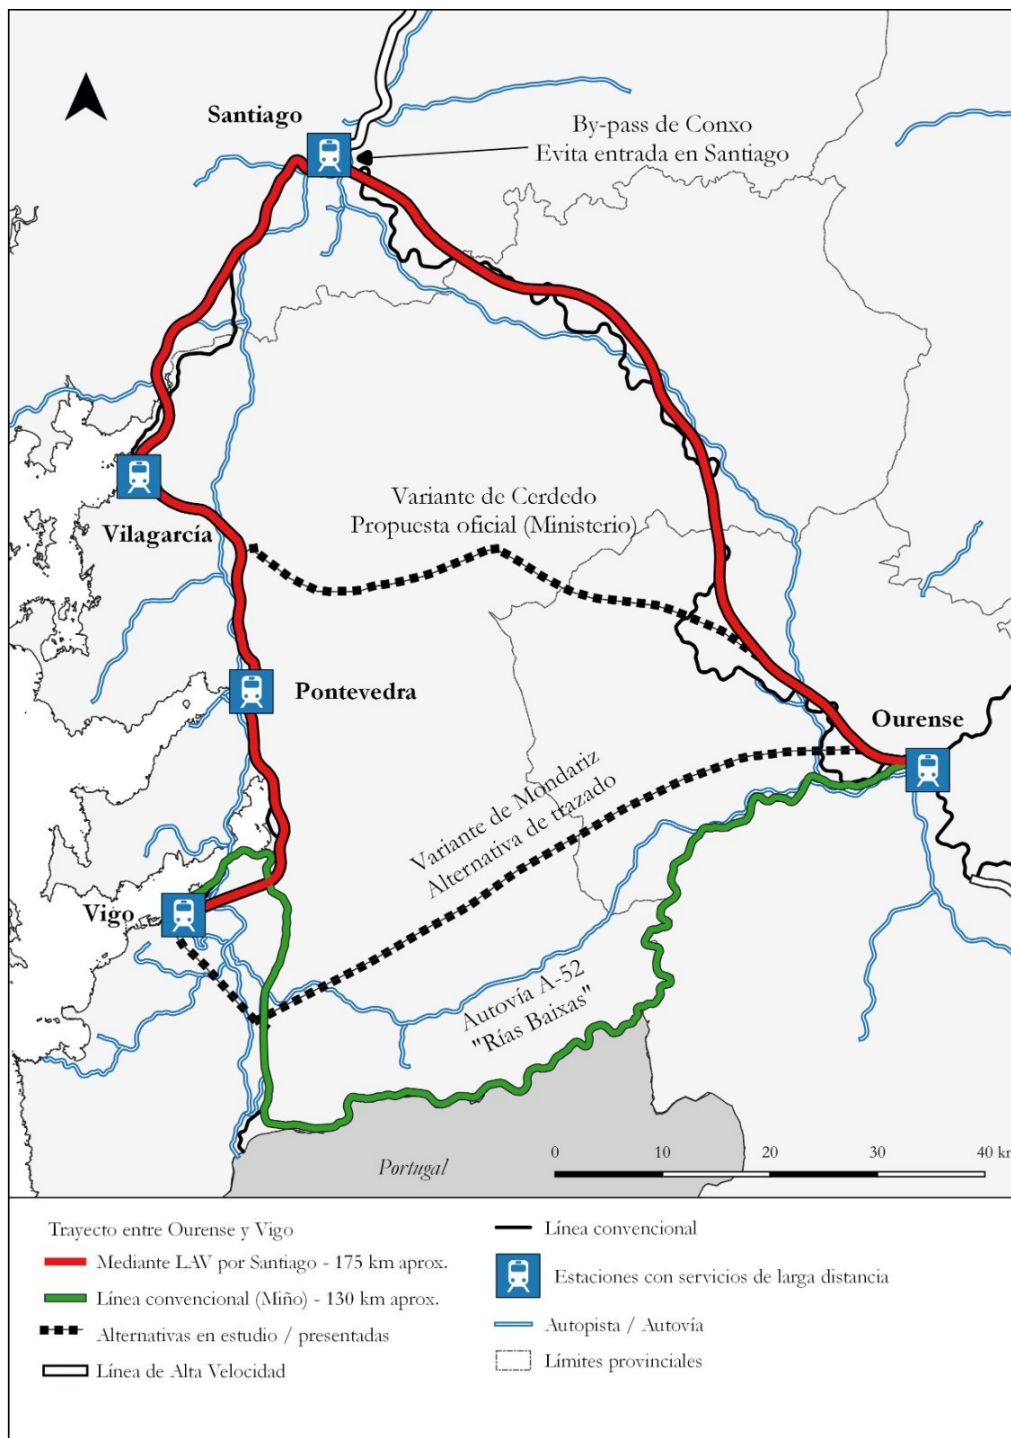 Santiago
By-pass de Conxo
Evita entrada en Santiago
Variante de Cerdedo
Propuesta oficial (Ministerio)
Vilagarcía
Pontevedra
Ourense
Variante de Mondariz
Alternativa de trazado
Vigo
Autovía A-52
"Rías Baixas"
Portugal
0 10 20 30 40 km
Trayecto entre Ourense y Vigo
Mediante LAV por Santiago - 175 km aprox.
Línea convencional (Miño) - 130 km aprox.
Alternativas en estudio / presentadas
Línea de Alta Velocidad
Línea convencional
Estaciones con servicios de larga distancia
Autopista / Autovía
Límites provinciales